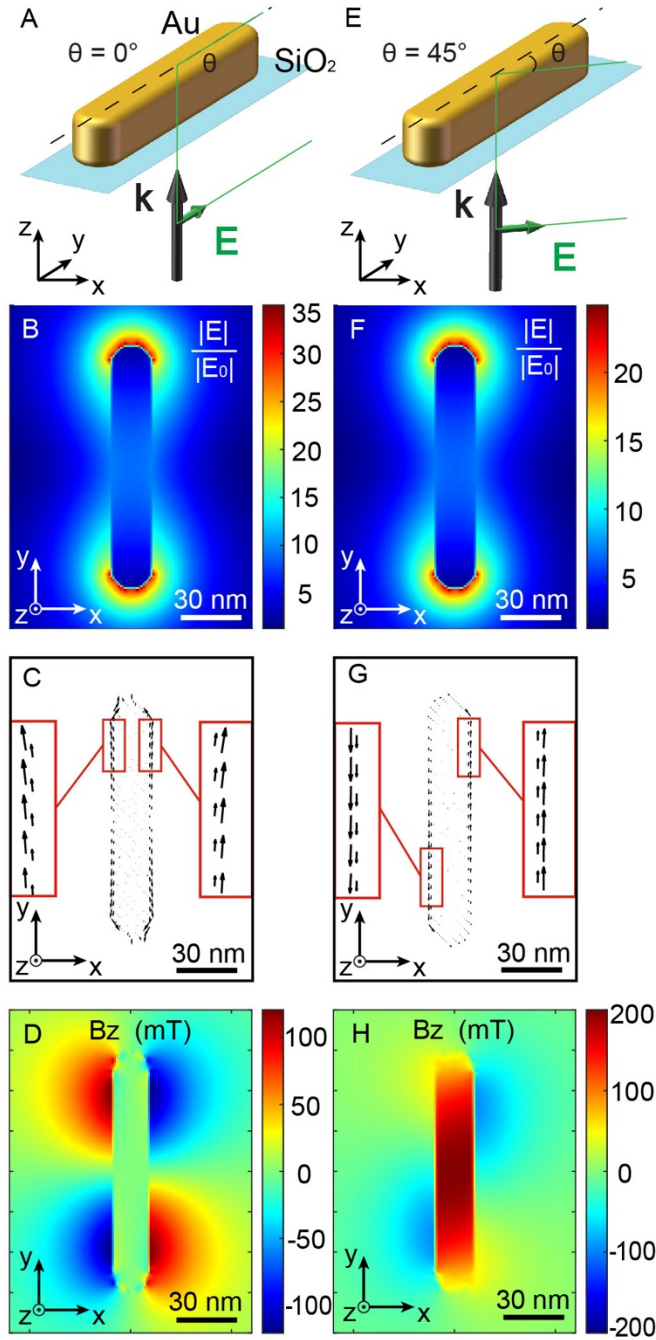 A
θ = 0°
Au
θ
SiO₂
k
E
z
y
x
E
θ = 45°
θ
k
E
z
y
x
B
|E|
|E₀|
35
30
25
20
15
10
5
y
z
x
30 nm
F
|E|
|E₀|
20
15
10
5
y
z
x
30 nm
C
y
z
x
30 nm
G
y
z
x
30 nm
D
Bz (mT)
100
50
0
-50
-100
y
z
x
30 nm
H
Bz (mT)
200
100
0
-100
-200
y
z
x
30 nm